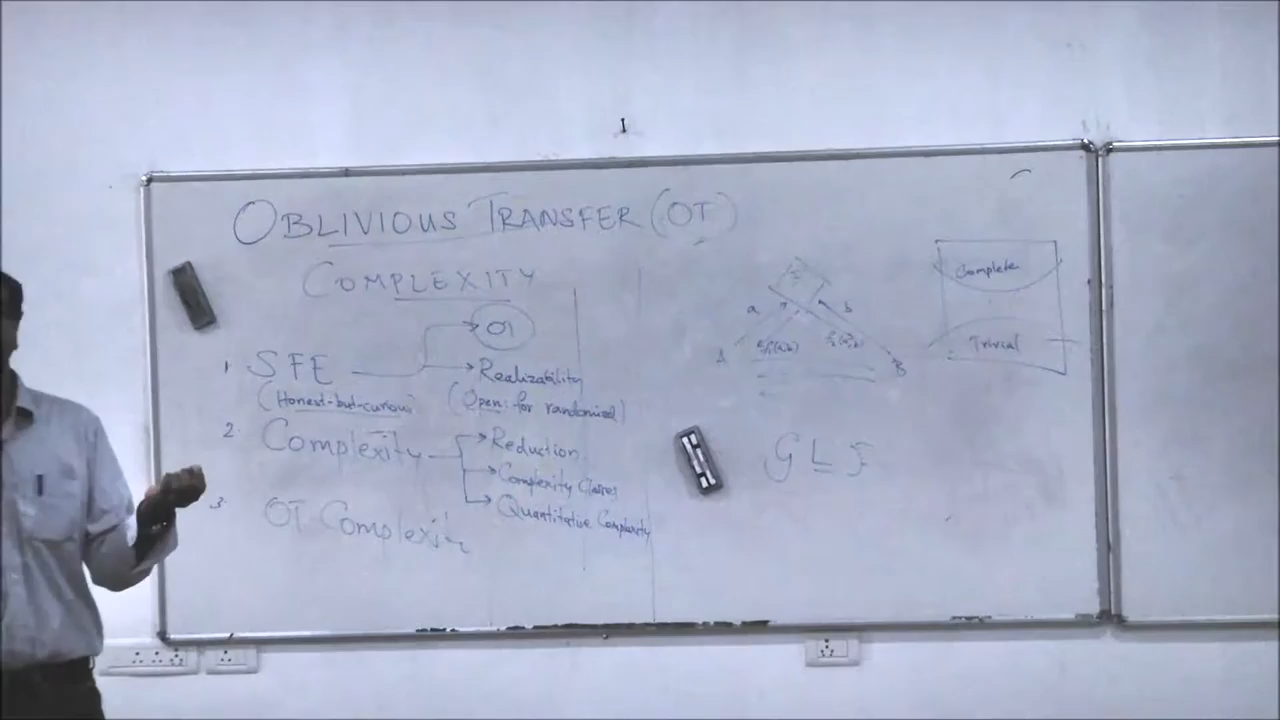 OBLIVIOUS TRANSFER (OT)
COMPLEXITY
OT
1. SFE
Realizability
(Honest-but-curious)
(Open: for randomized)
2. Complexity
Reduction
Complexity Classes
Quantitative Complexity
3. OT Complexity
a
b
A
B
Complete
Trivial
G L